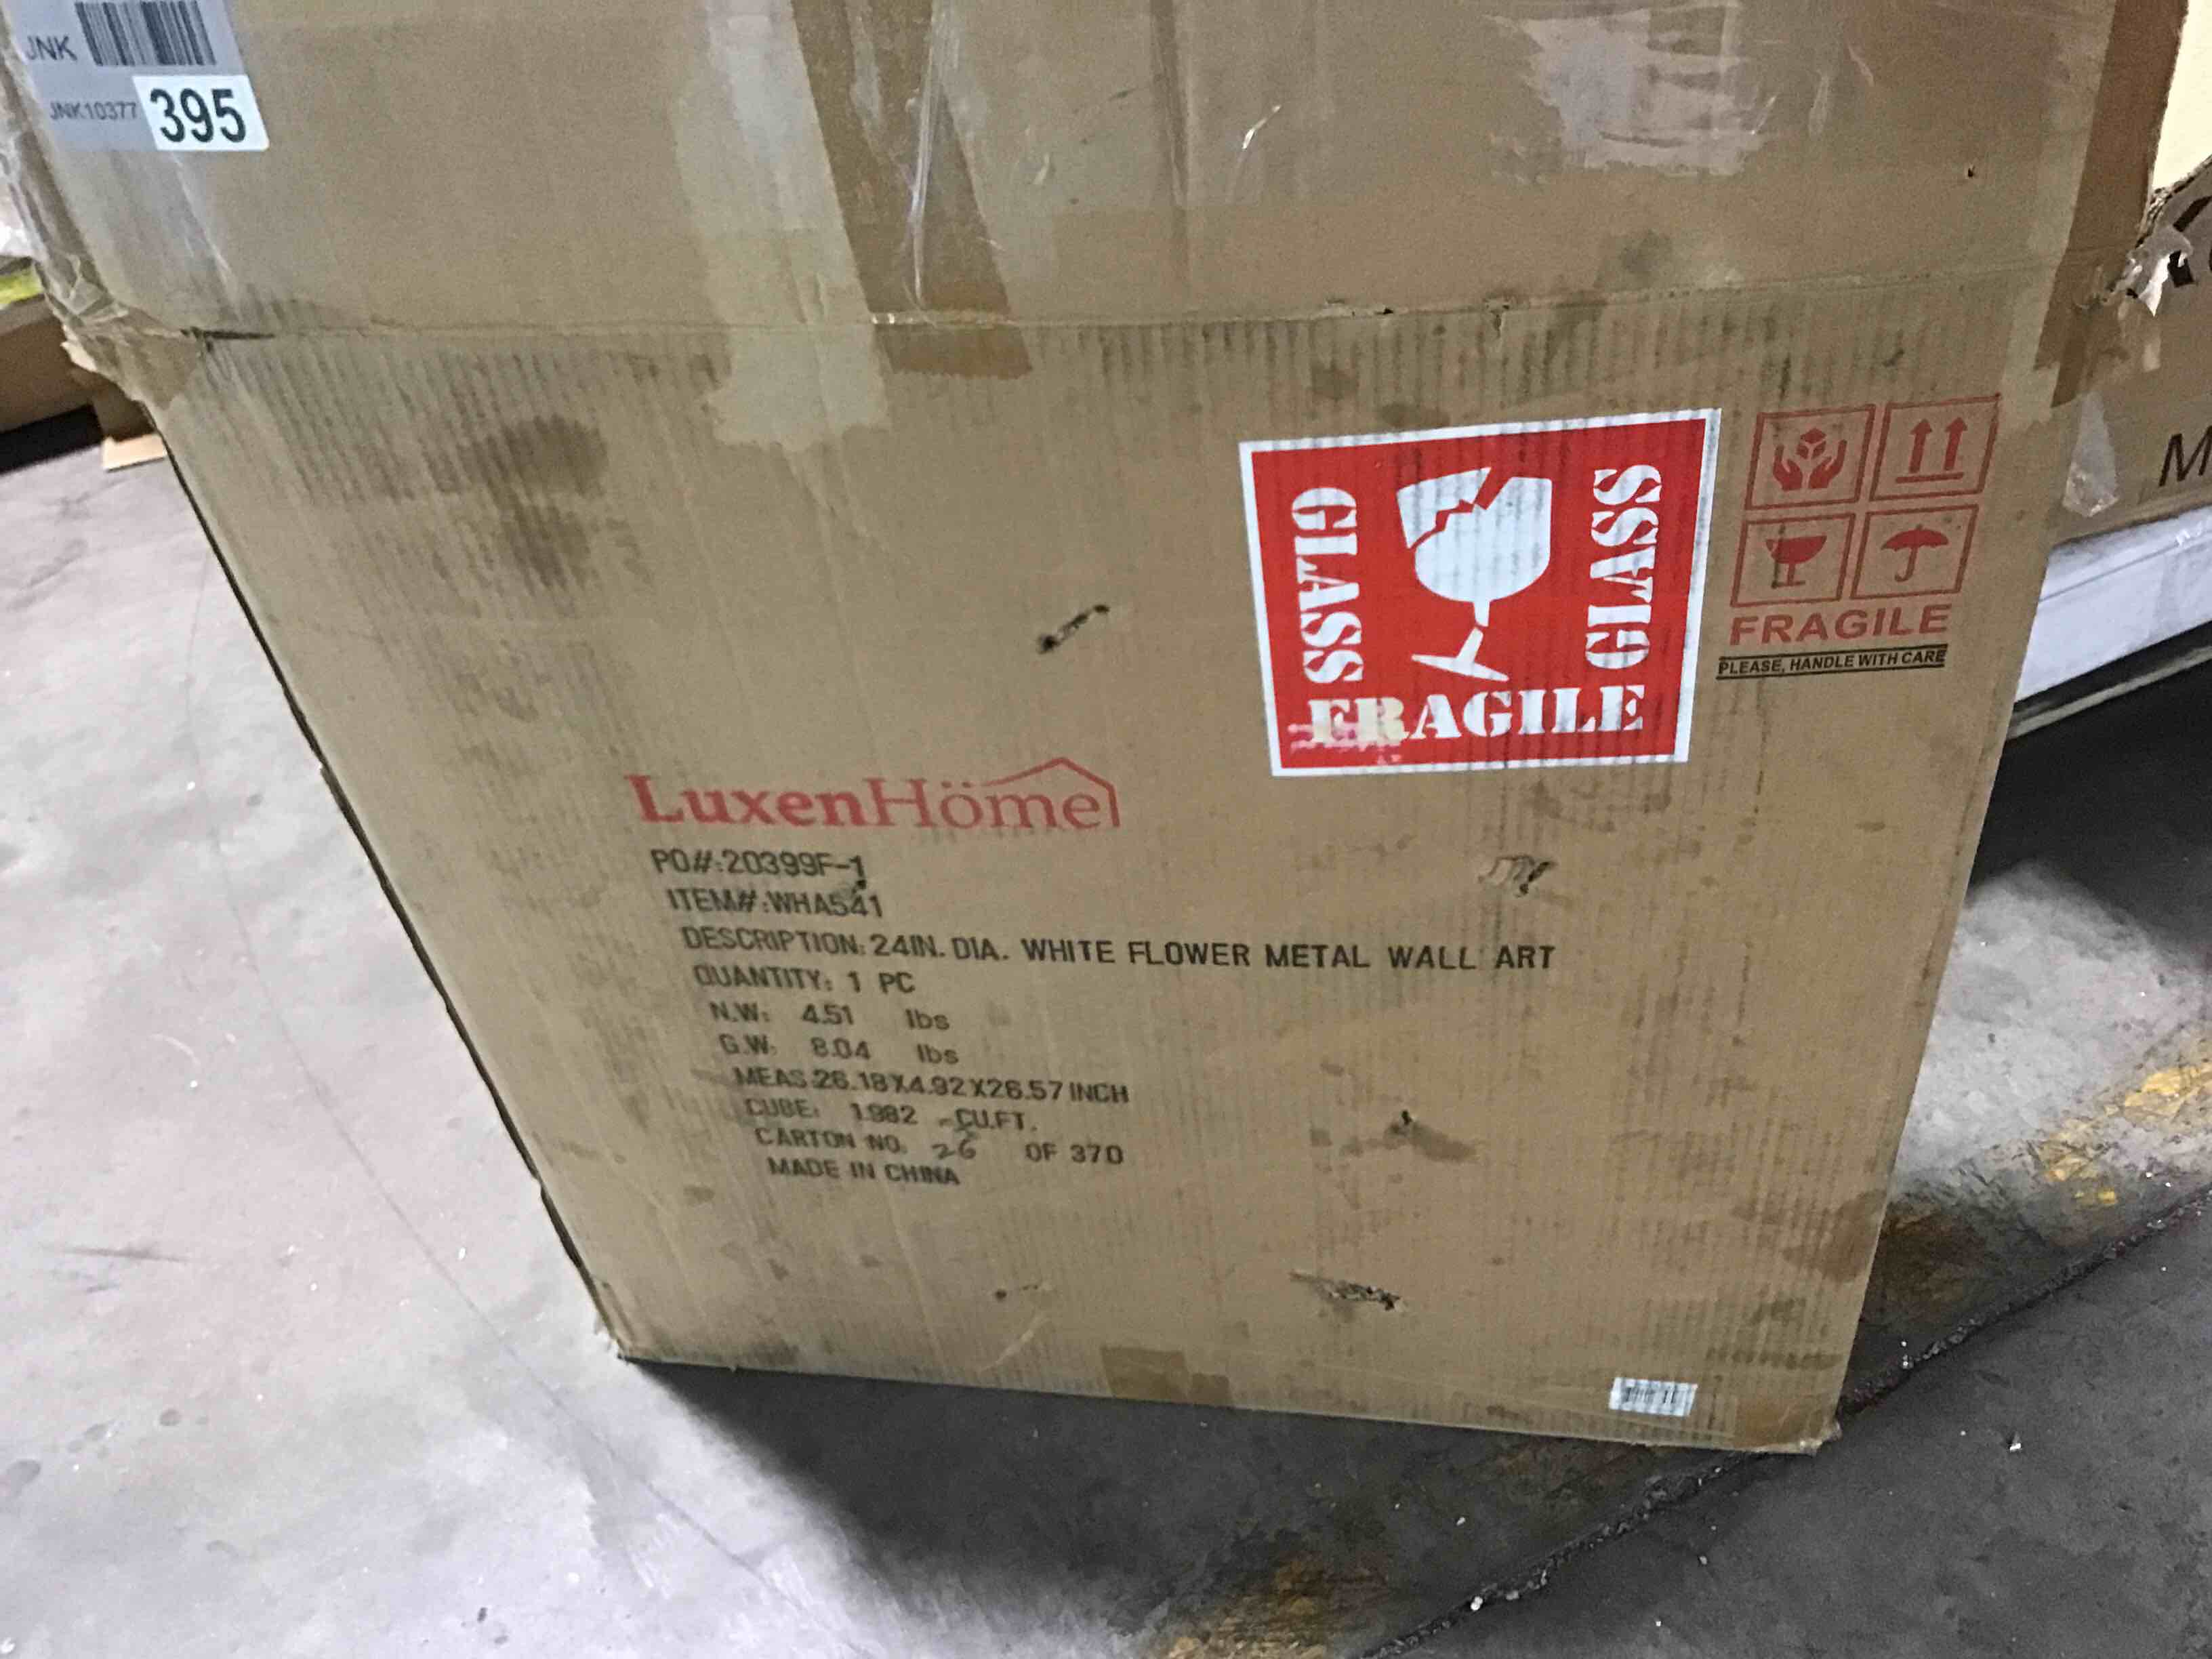 JNK
JNK10377
395
GLASS
GLASS
FRAGILE
FRAGILE
PLEASE, HANDLE WITH CARE
LuxenHöme
PO#:20399F-1
ITEM#:WHA541
DESCRIPTION: 24IN. DIA. WHITE FLOWER METAL WALL ART
QUANTITY: 1 PC
N.W: 4.51 lbs
G.W: 8.04 lbs
MEAS:26.18X4.92X26.57 INCH
CUBE: 1.982 CU.FT.
CARTON NO. 26 OF 370
MADE IN CHINA
M